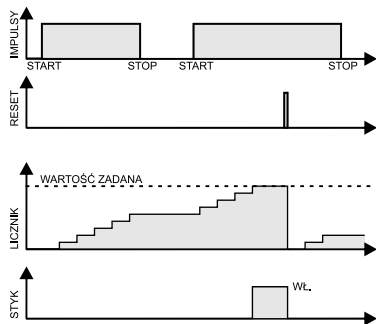 IMPULSY
START STOP START STOP
RESET
WARTOŚĆ ZADANA
LICZNIK
STYK
WŁ.